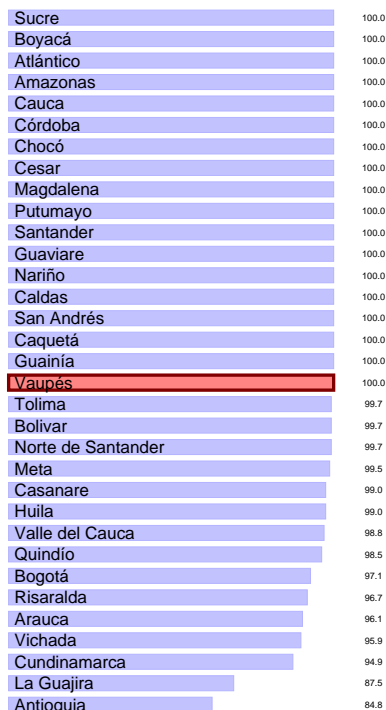 Sucre 100.0
Boyacá 100.0
Atlántico 100.0
Amazonas 100.0
Cauca 100.0
Córdoba 100.0
Chocó 100.0
Cesar 100.0
Magdalena 100.0
Putumayo 100.0
Santander 100.0
Guaviare 100.0
Nariño 100.0
Caldas 100.0
San Andrés 100.0
Caquetá 100.0
Guainía 100.0
Vaupés 100.0
Tolima 99.7
Bolivar 99.7
Norte de Santander 99.7
Meta 99.5
Casanare 99.0
Huila 99.0
Valle del Cauca 98.8
Quindío 98.5
Bogotá 97.1
Risaralda 96.7
Arauca 96.1
Vichada 95.9
Cundinamarca 94.9
La Guajira 87.5
Antioquia 84.8